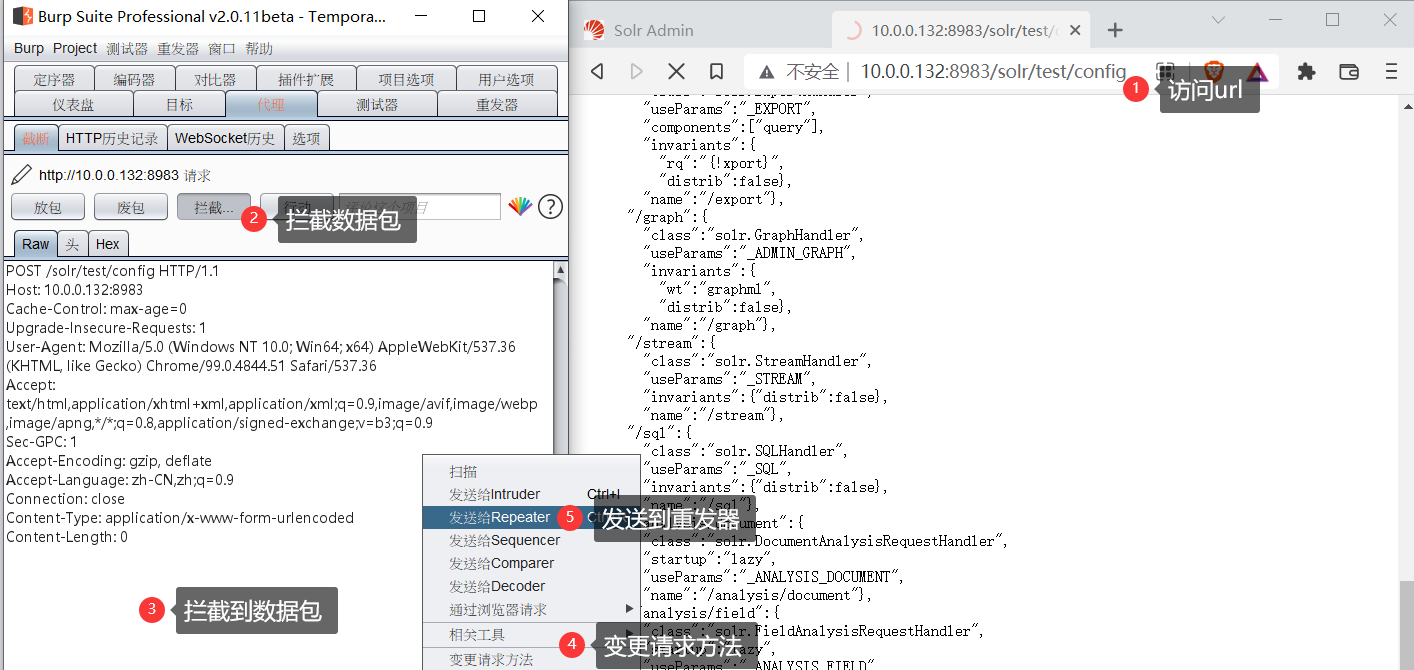 Burp Suite Professional v2.0.11beta - Tempora...
Burp Project 测试器 重发器 窗口 帮助
定序器 编码器 对比器 插件扩展 项目选项 用户选项
仪表盘 目标 代理 测试器 重发器
截断 HTTP历史记录 WebSocket历史 选项
http://10.0.0.132:8983 请求
放包 废包 拦截... 行动
2 拦截数据包
Raw 头 Hex
POST /solr/test/config HTTP/1.1
Host: 10.0.0.132:8983
Cache-Control: max-age=0
Upgrade-Insecure-Requests: 1
User-Agent: Mozilla/5.0 (Windows NT 10.0; Win64; x64) AppleWebKit/537.36
(KHTML, like Gecko) Chrome/99.0.4844.51 Safari/537.36
Accept:
text/html,application/xhtml+xml,application/xml;q=0.9,image/avif,image/webp
,image/apng,*/*;q=0.8,application/signed-exchange;v=b3;q=0.9
Sec-GPC: 1
Accept-Encoding: gzip, deflate
Accept-Language: zh-CN,zh;q=0.9
Connection: close
Content-Type: application/x-www-form-urlencoded
Content-Length: 0
3 拦截到数据包
扫描
发送给Intruder Ctrl+I
发送给Repeater
5 发送到重发器
发送给Sequencer
发送给Comparer
发送给Decoder
通过浏览器请求
相关工具
4 变更请求方法
变更请求方法
Solr Admin
10.0.0.132:8983/solr/test/c
不安全 | 10.0.0.132:8983/solr/test/config
1 访问url
"useParams":"_EXPORT",
"components":["query"],
"invariants":{
"rq":"{!xport}",
"distrib":false},
"name":"/export"},
"/graph":{
"class":"solr.GraphHandler",
"useParams":"_ADMIN_GRAPH",
"invariants":{
"wt":"graphml",
"distrib":false},
"name":"/graph"},
"/stream":{
"class":"solr.StreamHandler",
"useParams":"_STREAM",
"invariants":{"distrib":false},
"name":"/stream"},
"/sql":{
"class":"solr.SQLHandler",
"useParams":"_SQL",
"invariants":{"distrib":false},
"name":"/sql"},
"class":"solr.DocumentAnalysisRequestHandler",
"startup":"lazy",
"useParams":"_ANALYSIS_DOCUMENT",
"name":"/analysis/document"},
analysis/field":{
"class":"solr.FieldAnalysisRequestHandler",
"useParams":"_ANALYSIS_FIELD"